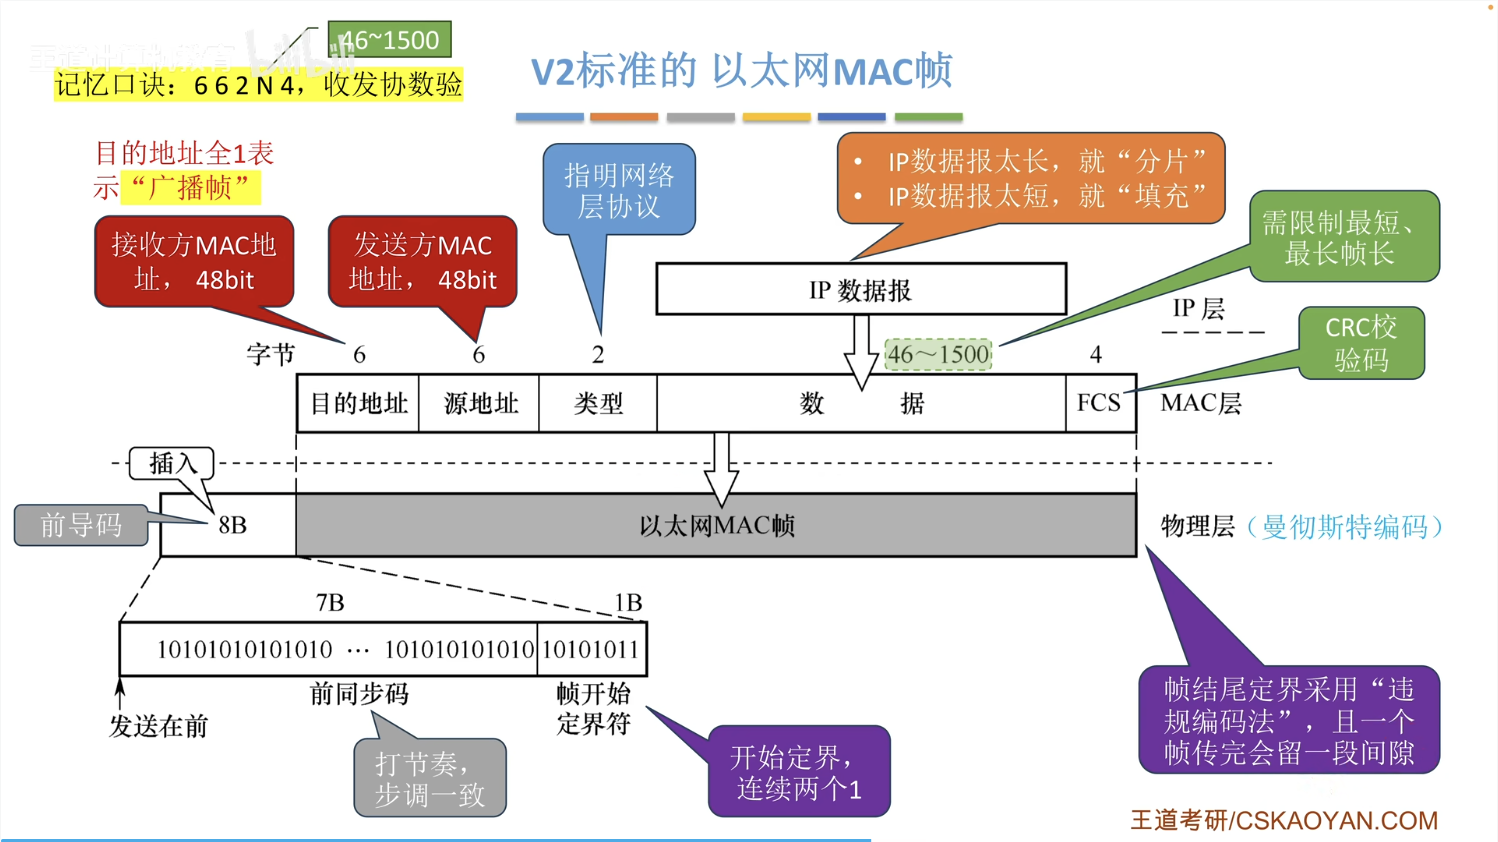 46~1500
王道计算机教育 bilibili
记忆口诀：6 6 2 N 4，收发协数验
V2标准的 以太网MAC帧
目的地址全1表
示“广播帧”
接收方MAC地
址， 48bit
发送方MAC
地址， 48bit
指明网络
层协议
• IP数据报太长，就“分片”
• IP数据报太短，就“填充”
需限制最短、
最长帧长
IP 数据报
IP 层
CRC校
验码
字节 6 6 2 46～1500 4
目的地址 源地址 类型 数 据 FCS MAC层
插入
前导码 8B 以太网MAC帧 物理层（曼彻斯特编码）
7B 1B
10101010101010 ··· 101010101010 10101011
前同步码 帧开始
定界符
发送在前
打节奏，
步调一致
开始定界，
连续两个1
帧结尾定界采用“违
规编码法”，且一个
帧传完会留一段间隙
王道考研/CSKAOYAN.COM